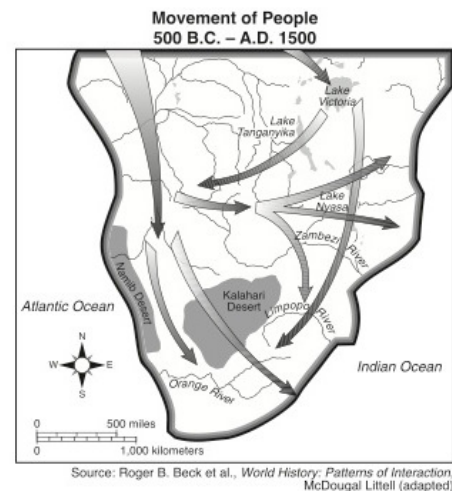 Movement of People
500 B.C. – A.D. 1500
Lake
Victoria
Lake
Tanganyika
Lake
Nyasa
Zambezi
River
Namib Desert
Kalahari
Desert
Limpopo
River
Atlantic Ocean
N
W E
S
Orange River
Indian Ocean
0 500 miles
0 1,000 kilometers
Source: Roger B. Beck et al., World History: Patterns of Interaction,
McDougal Littell (adapted)